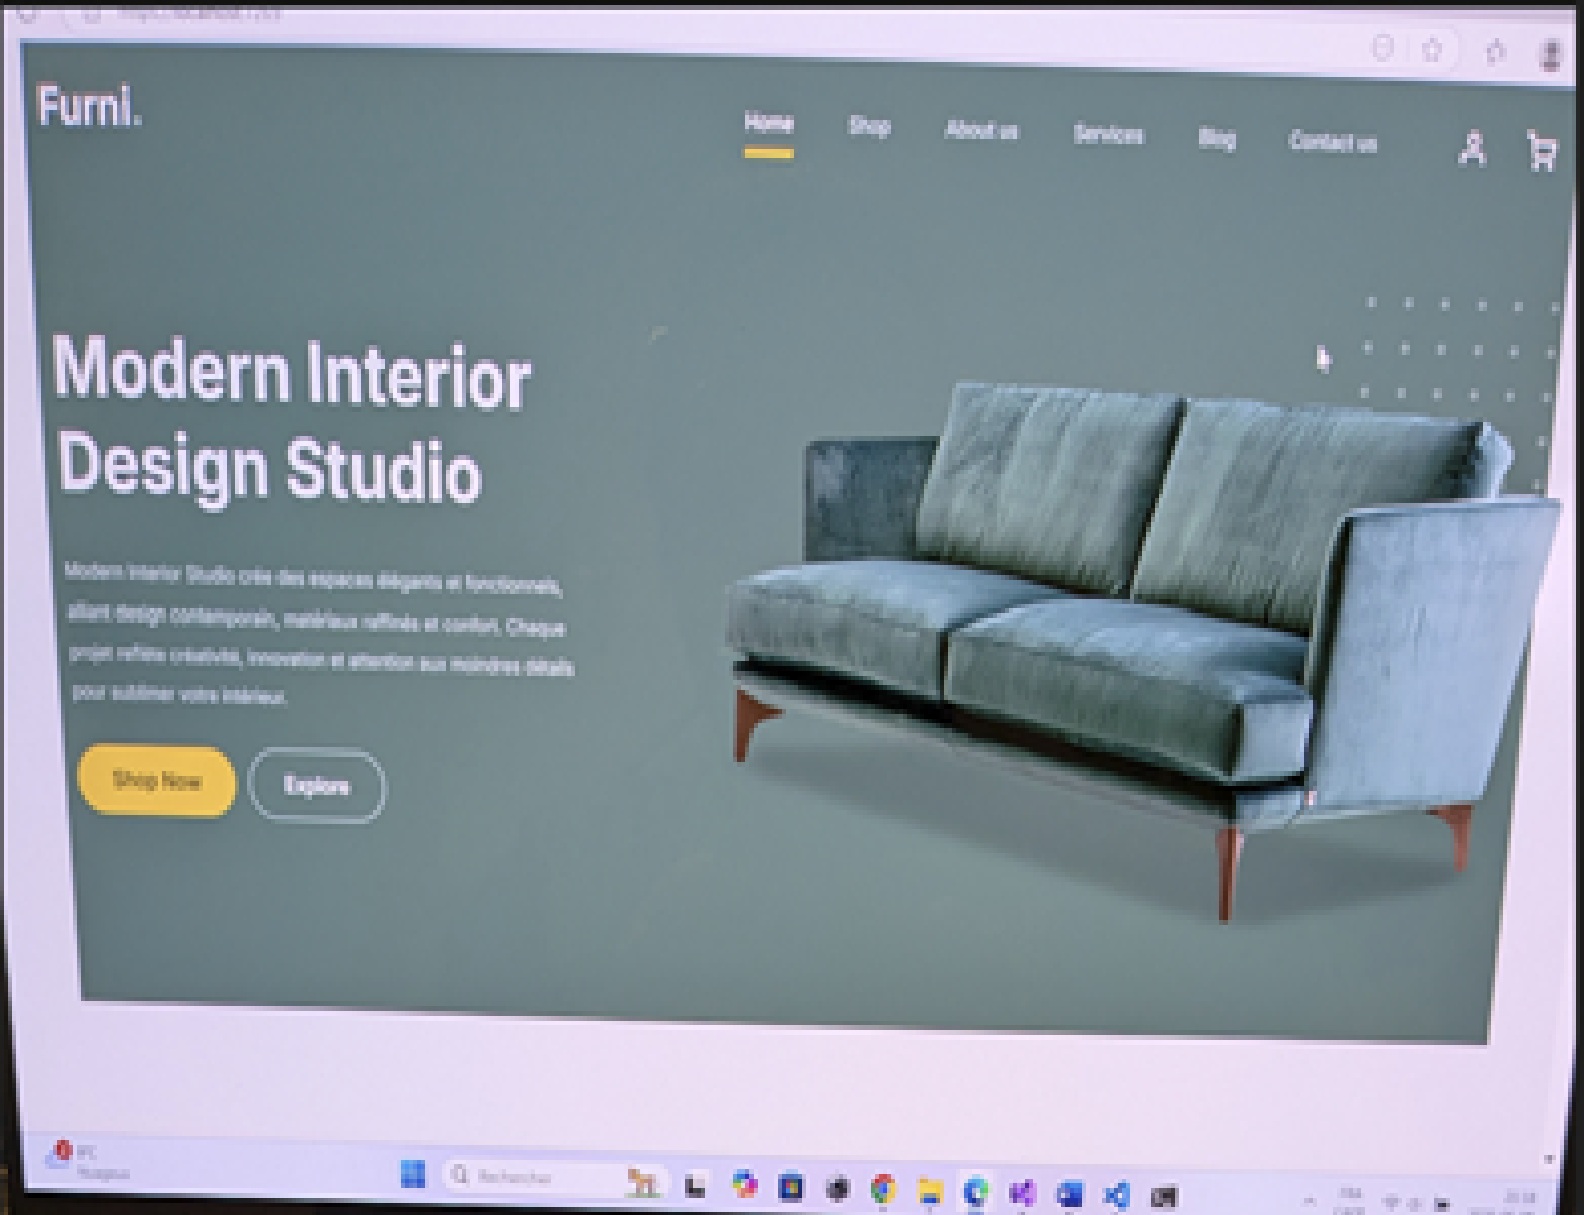 Furni.
Home Shop About us Services Blog Contact us
Modern Interior
Design Studio
Modern Interior Studio crée des espaces élégants et fonctionnels,
alliant design contemporain, matériaux raffinés et confort. Chaque
projet reflète créativité, innovation et attention aux moindres détails
pour sublimer votre intérieur.
Shop Now Explore
Rechercher